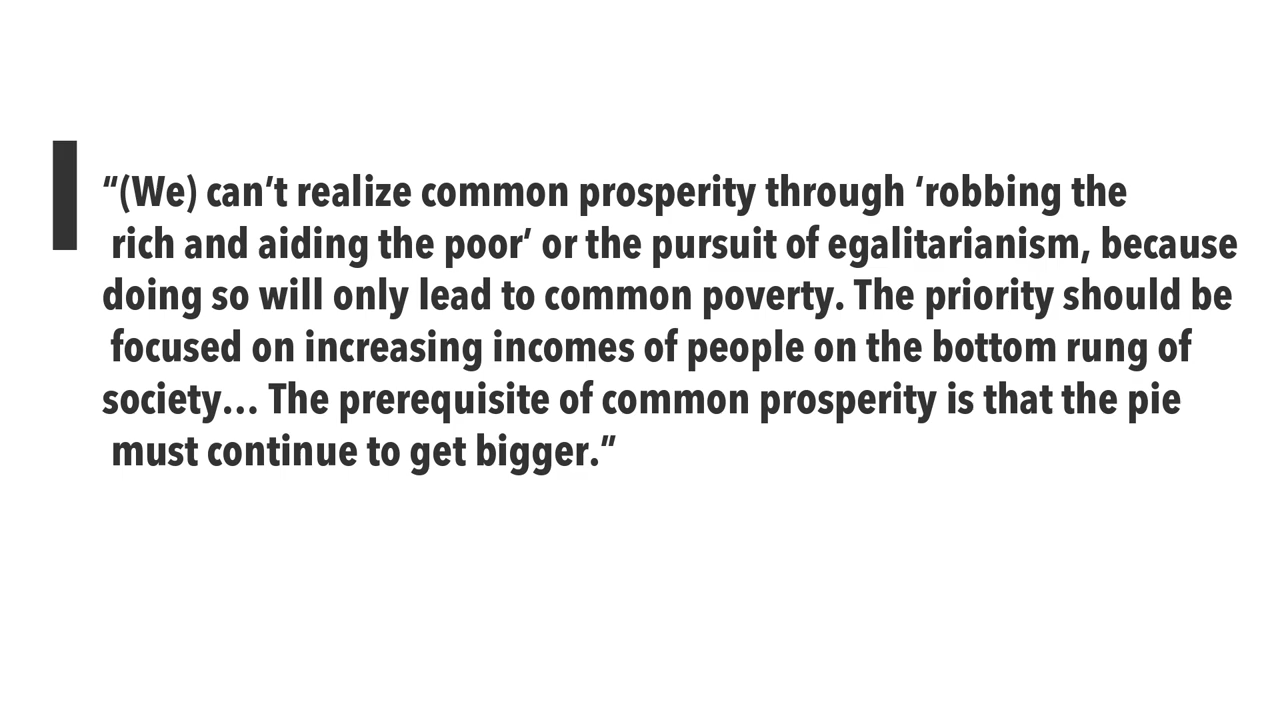 “(We) can’t realize common prosperity through ‘robbing the
rich and aiding the poor’ or the pursuit of egalitarianism, because
doing so will only lead to common poverty. The priority should be
focused on increasing incomes of people on the bottom rung of
society… The prerequisite of common prosperity is that the pie
must continue to get bigger.”